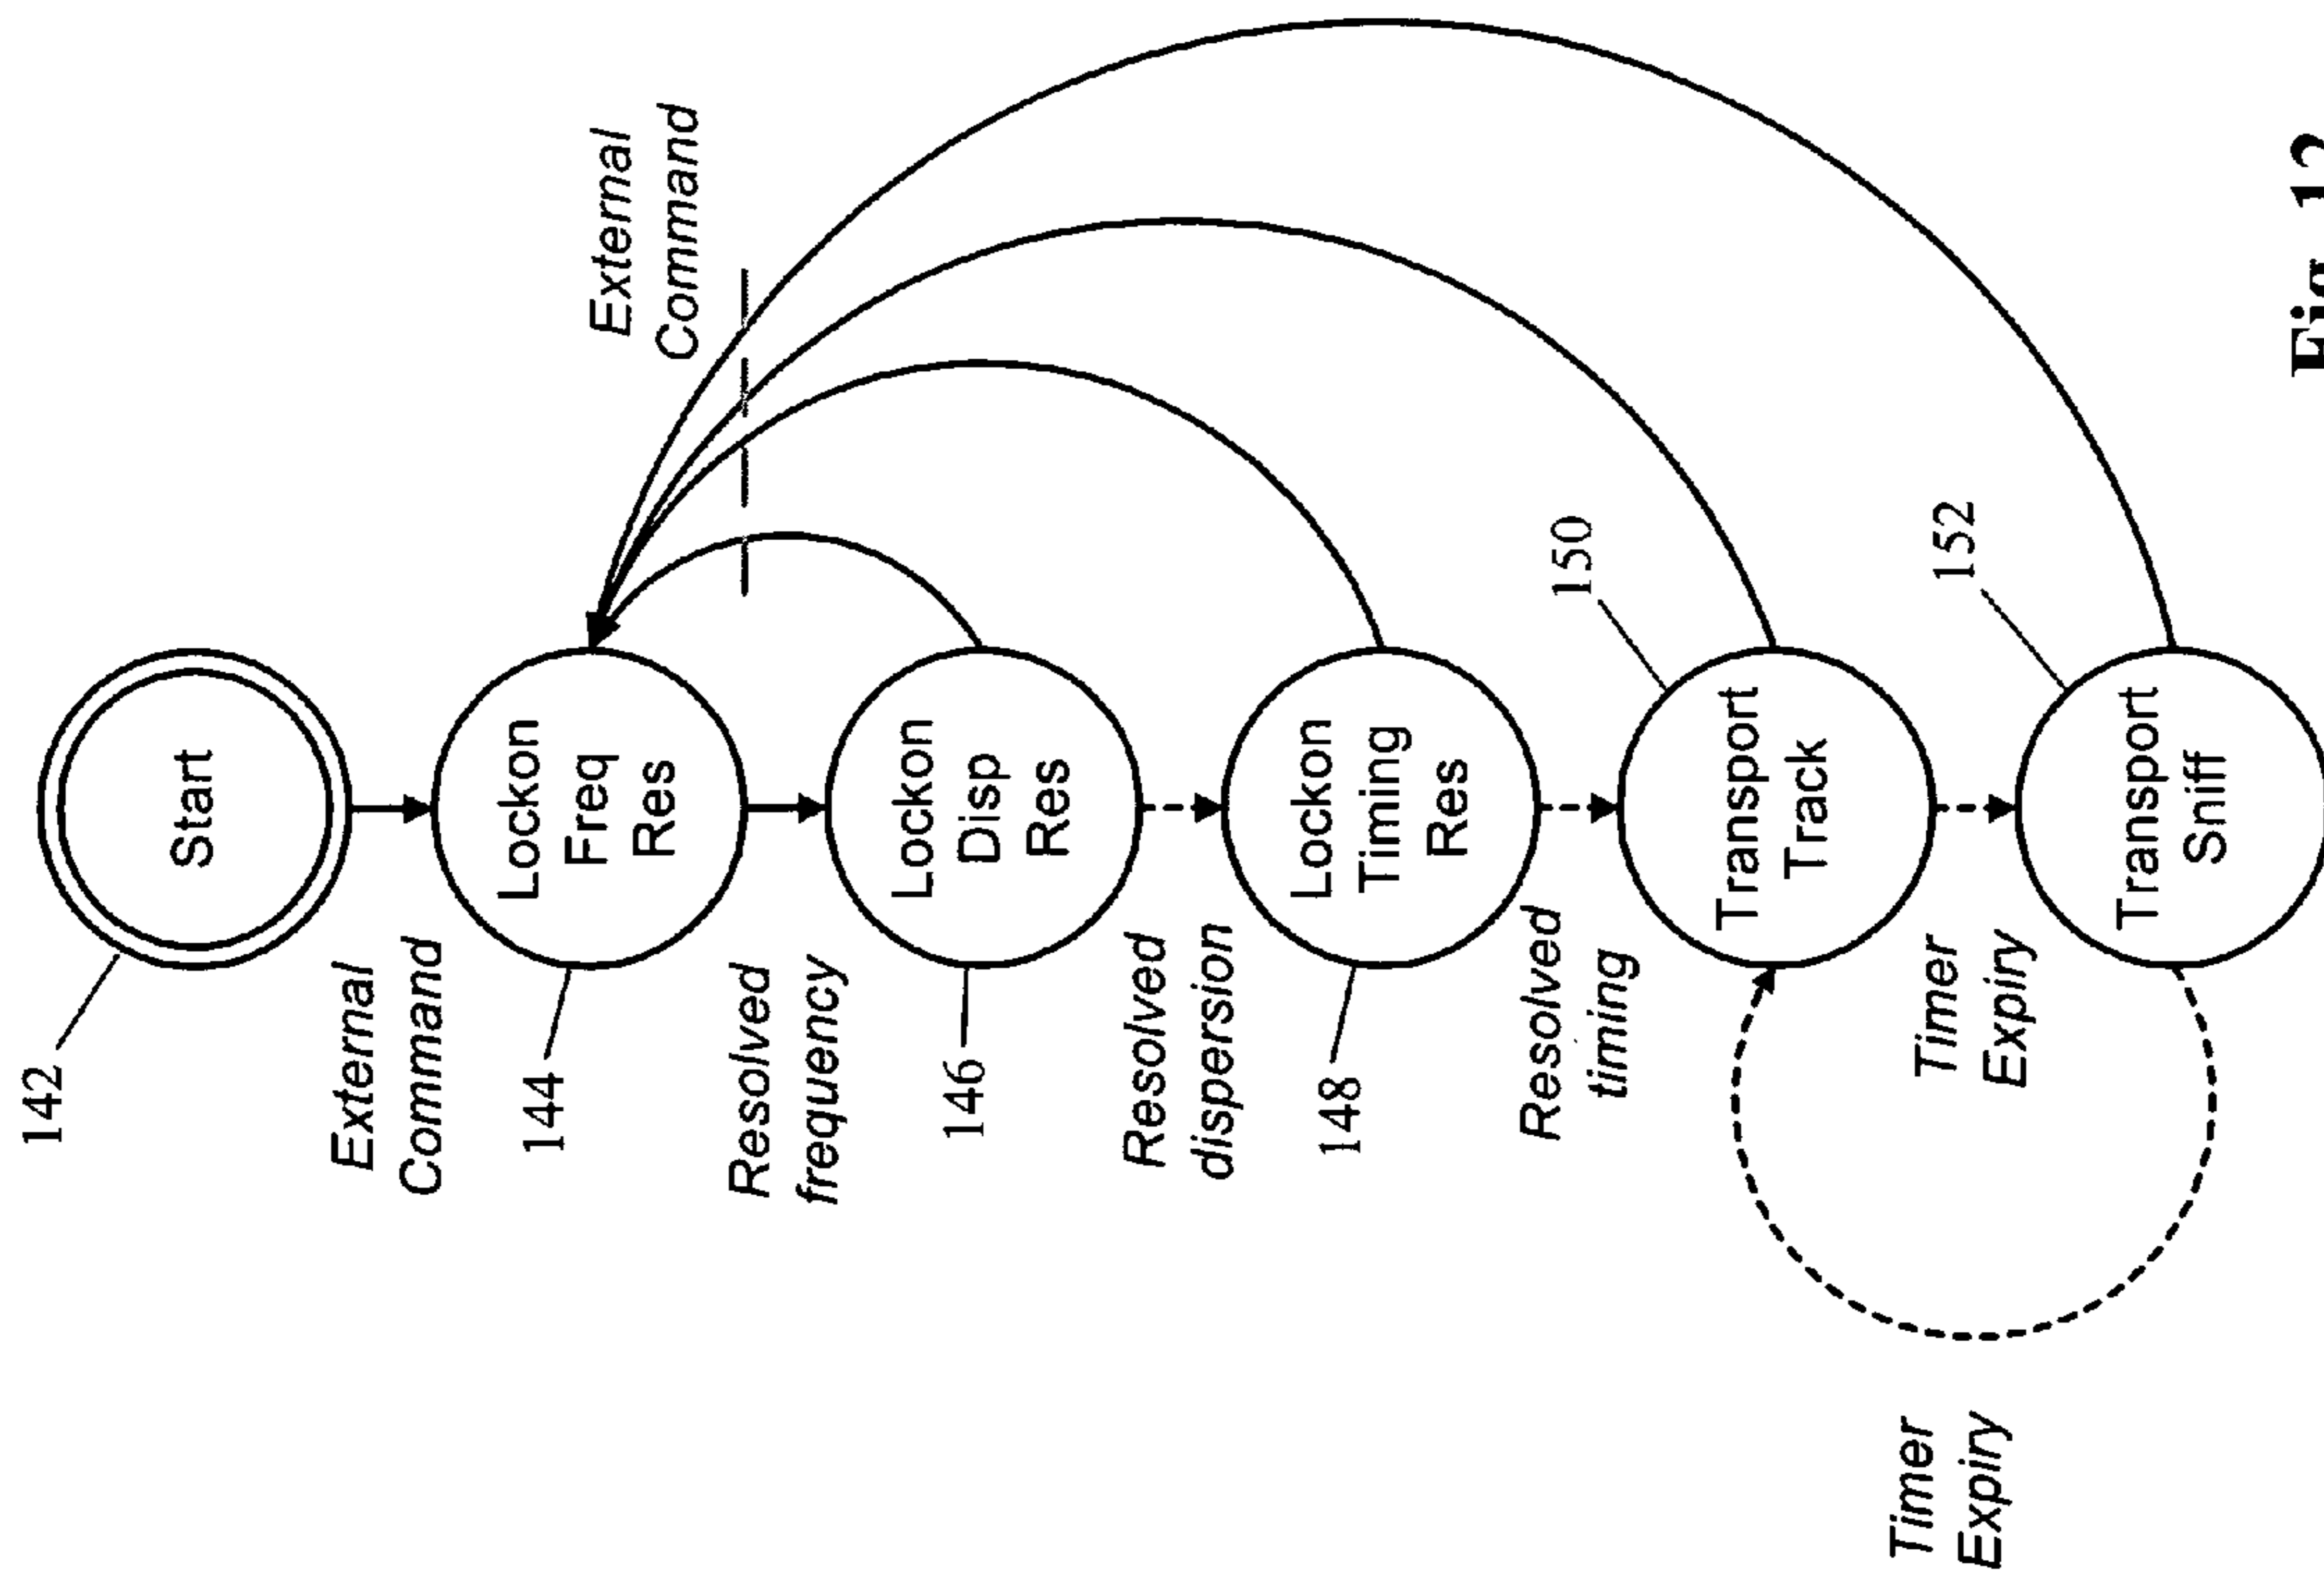 142
Start
External
Command
144
Lockon
Freq
Res
External
Command
Resolved
frequency
146
Lockon
Disp
Res
Resolved
dispersion
148
Lockon
Timing
Res
Resolved
timing
150
Transport
Track
Timer
Expiry
Timer
Expiry
152
Transport
Sniff
Fig.